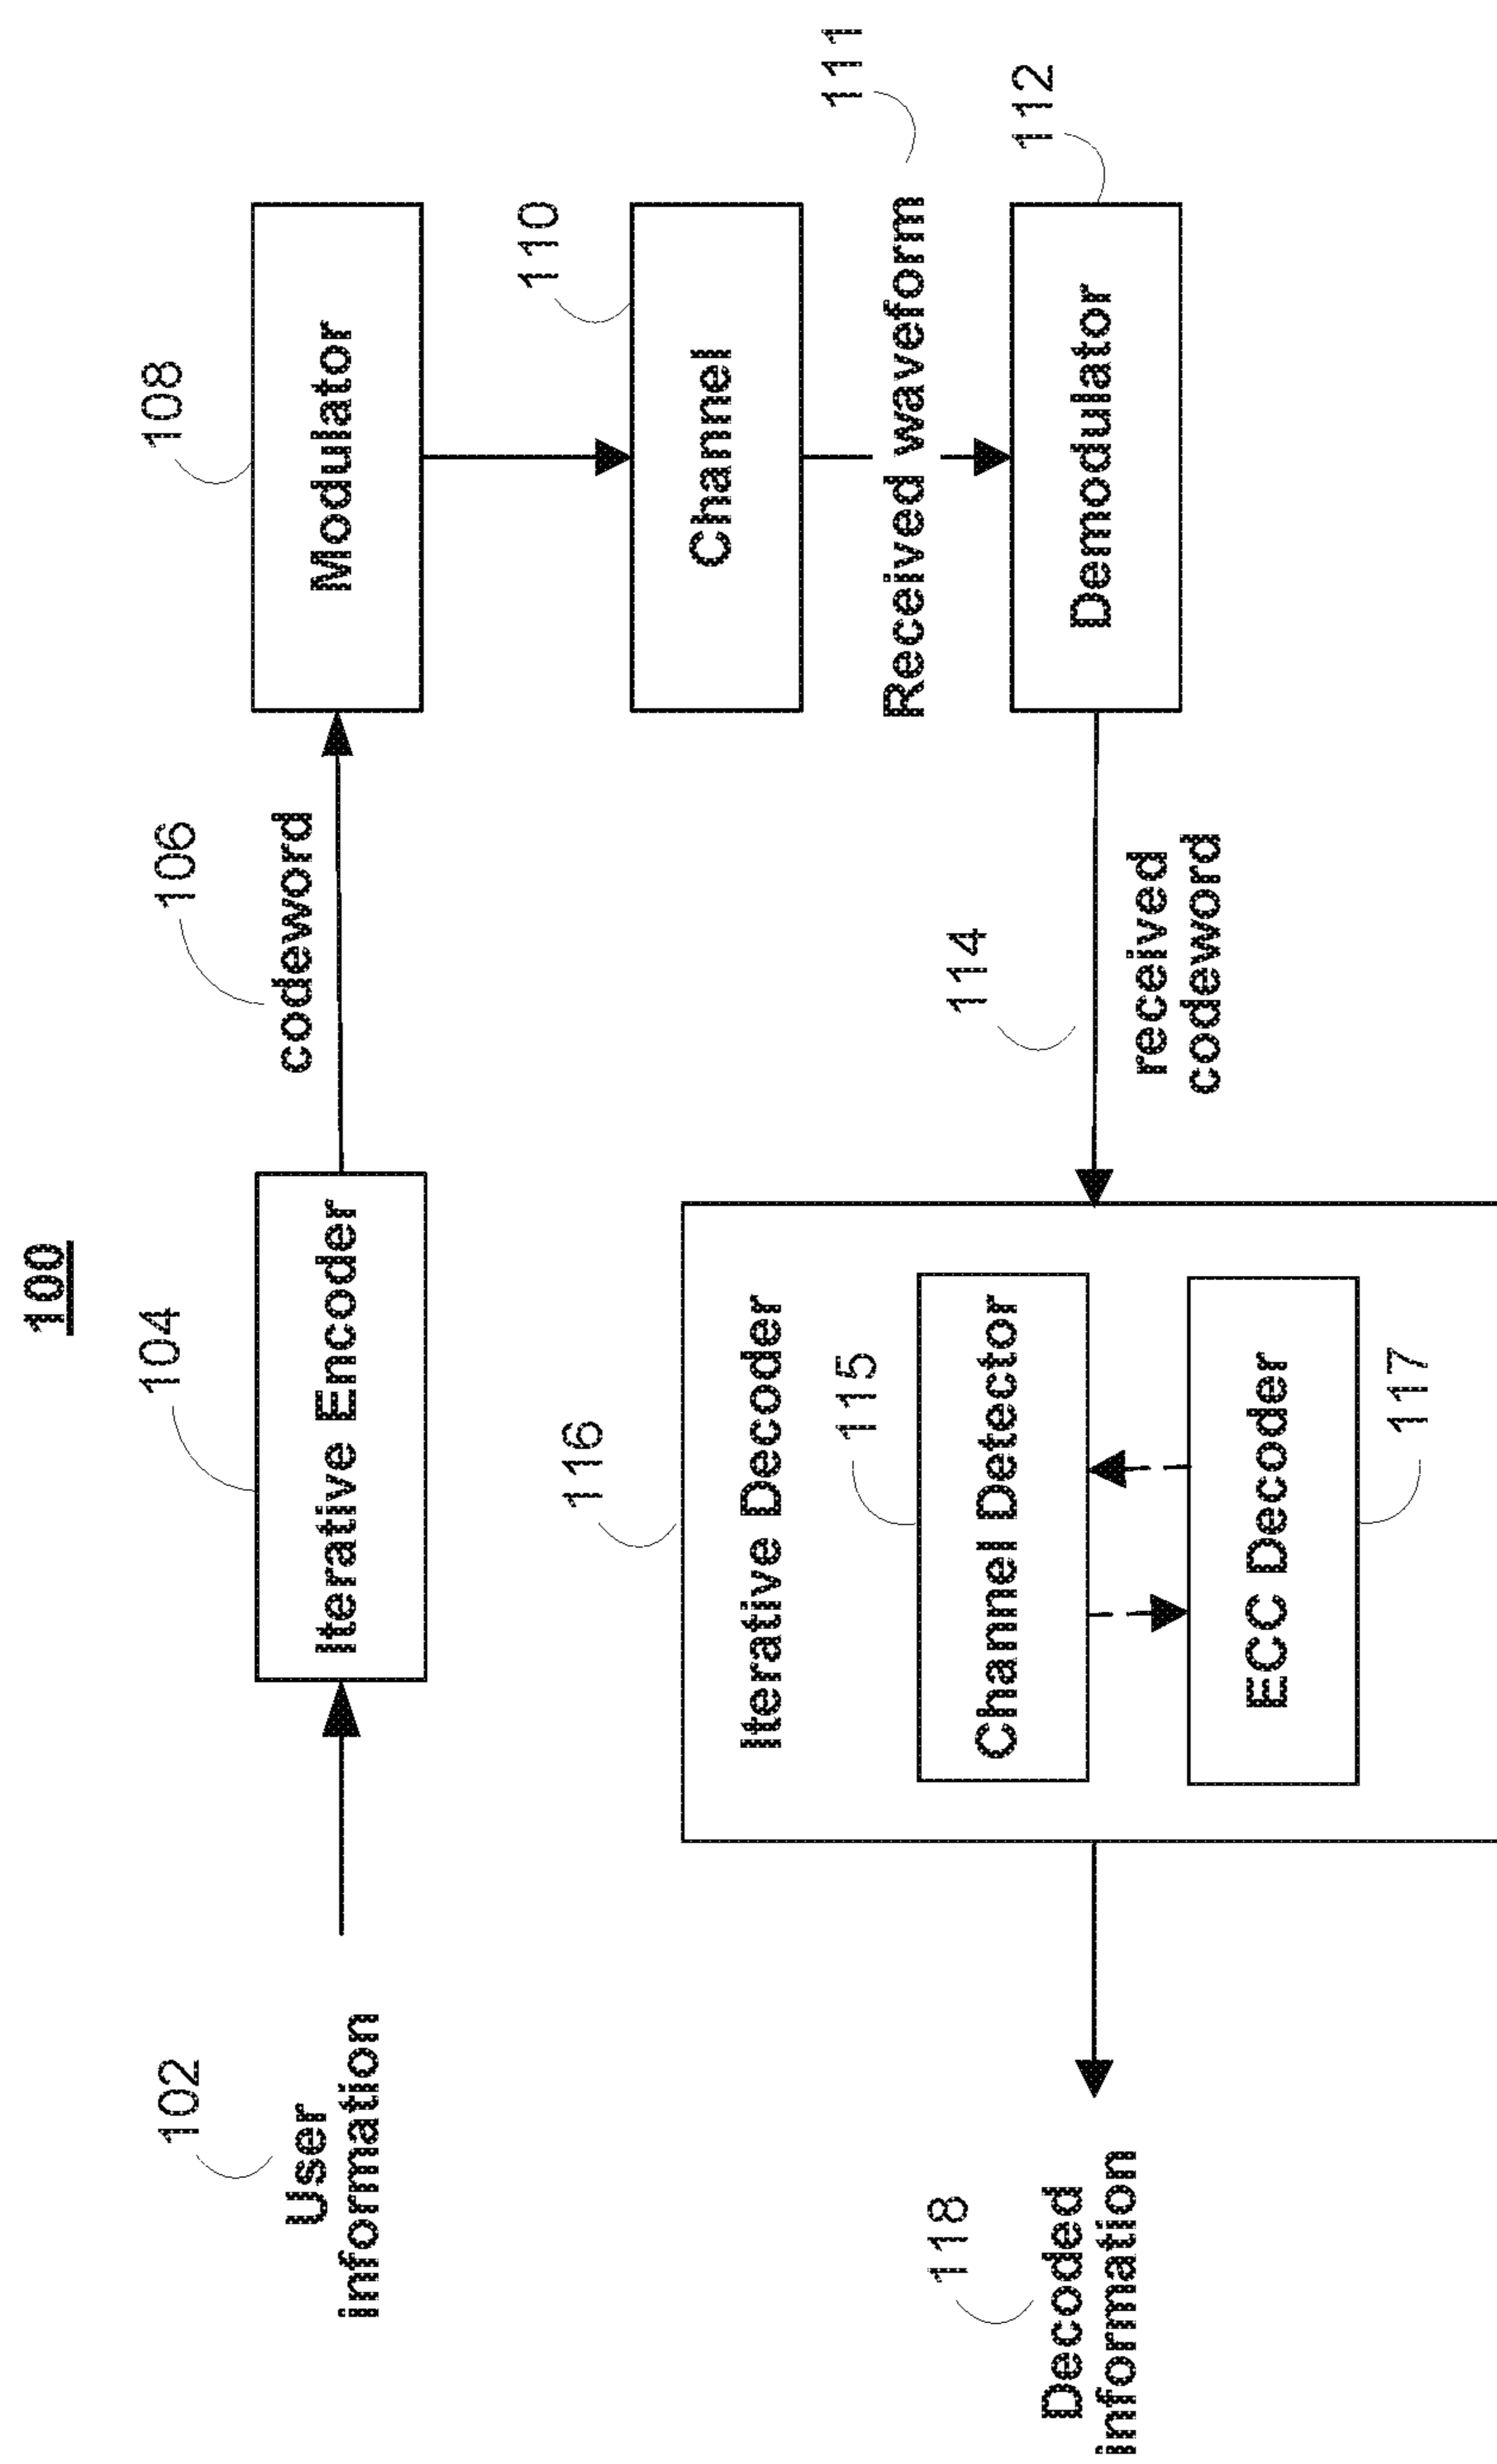 100
102
User
information
104
Iterative Encoder
106
codeword
108
Modulator
110
Channel
111
Received waveform
112
Demodulator
114
received
codeword
116
Iterative Decoder
115
Channel Detector
ECC Decoder
117
118
Decoded
information